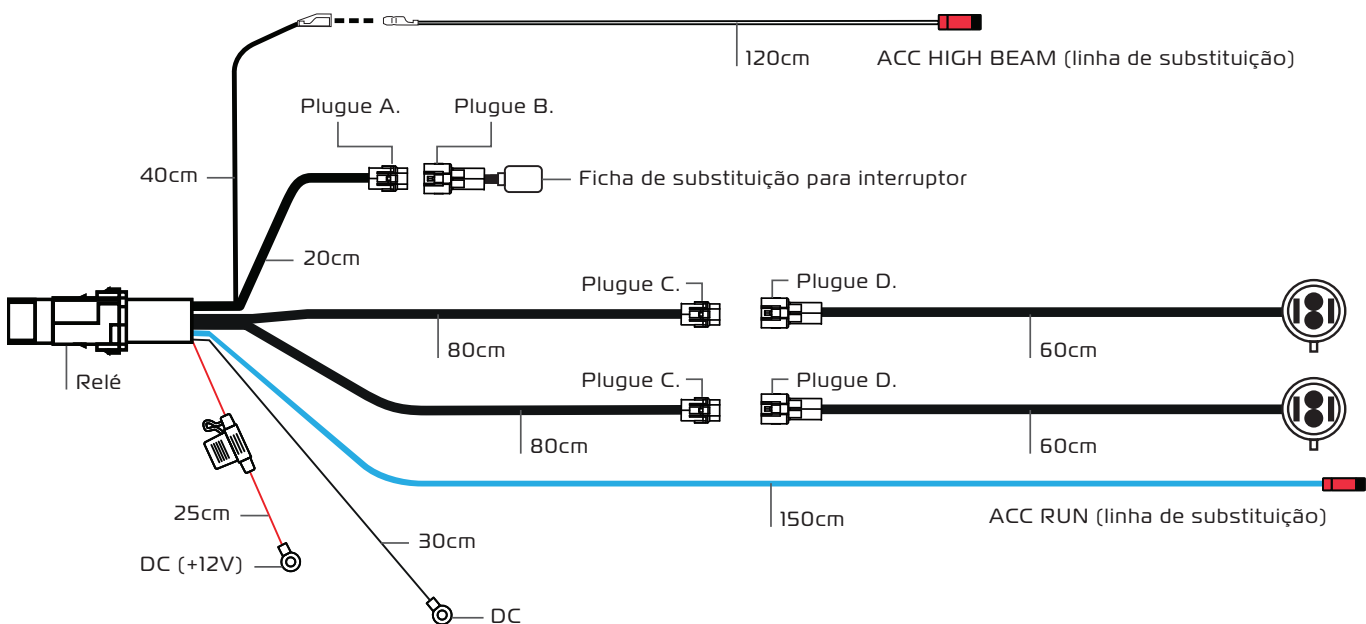 120cm
ACC HIGH BEAM (linha de substituição)
Plugue A.
Plugue B.
40cm
Ficha de substituição para interruptor
20cm
Plugue C.
Plugue D.
80cm
60cm
Relé
Plugue C.
Plugue D.
80cm
60cm
25cm
150cm
ACC RUN (linha de substituição)
30cm
DC (+12V)
DC